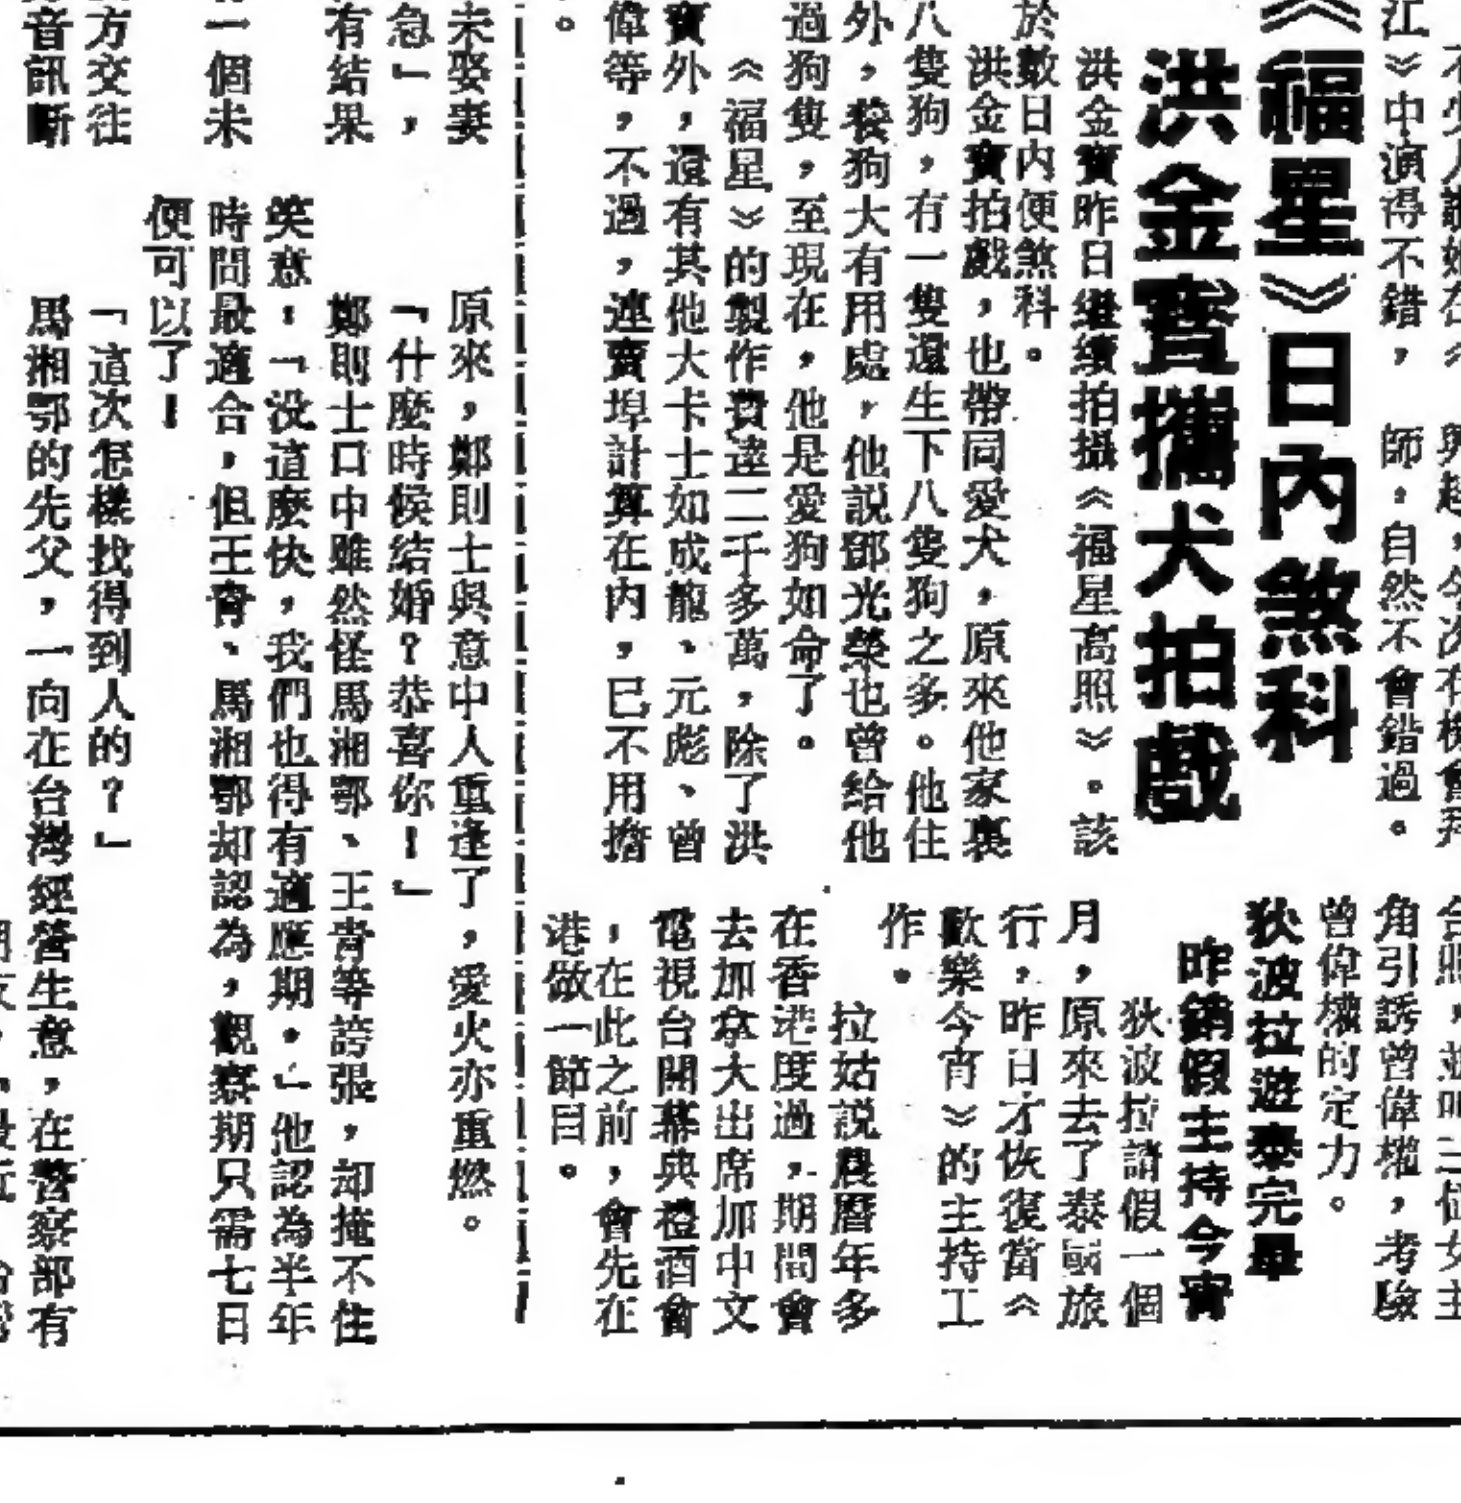 江》中演得不錯，
師，自然不會錯過。
合照，並叫三位女主
角引誘曾偉權，考驗
曾偉權的定力。
《福星》日內煞科
洪金寶攜犬拍戲
洪金寶昨日繼續拍攝《福星高照》。該
於數日内便煞科。
洪金寶拍戲，也帶同愛犬，原來他家裏
八隻狗，有一隻還生下八隻狗之多。他住
外，養狗大有用處，他説鄧光榮也曾給他
過狗隻，至現在，他是愛狗如命了。
《福星》的製作費達二千多萬，除了洪
寶外，還有其他大卡士如成龍、元彪、曾
偉等，不過，連賣埠計算在内，已不用擔
。
狄波拉遊泰完畢
昨銷假主持今宵
狄波拉請假一個
月，原來去了泰國旅
行，昨日才恢復當《
歡樂今宵》的主持工
作。
拉姑説農曆年多
在香港度過，期間會
去加拿大出席加中文
電視台開幕典禮酒會
，在此之前，會先在
港做一節目。
未娶妻
急」，
有結果
一個未
方交往
音訊斷
原來，鄭則士與意中人重逢了，愛火亦重燃。
「什麼時候結婚？恭喜你！」
鄭則士口中雖然怪馬湘鄂、王青等誇張，却掩不住
笑意：「没這麼快，我們也得有適應期。」他認為半年
時間最適合，但王青、馬湘鄂却認為，觀察期只需七日
便可以了！
「這次怎樣找得到人的？」
馬湘鄂的先父，一向在台灣經營生意，在警察部有